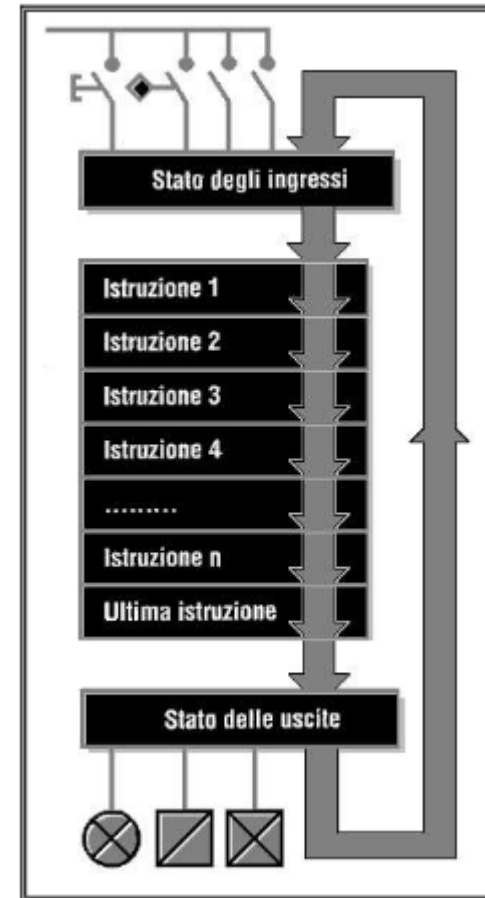 Stato degli ingressi
Istruzione 1
Istruzione 2
Istruzione 3
Istruzione 4
.........
Istruzione n
Ultima istruzione
Stato delle uscite